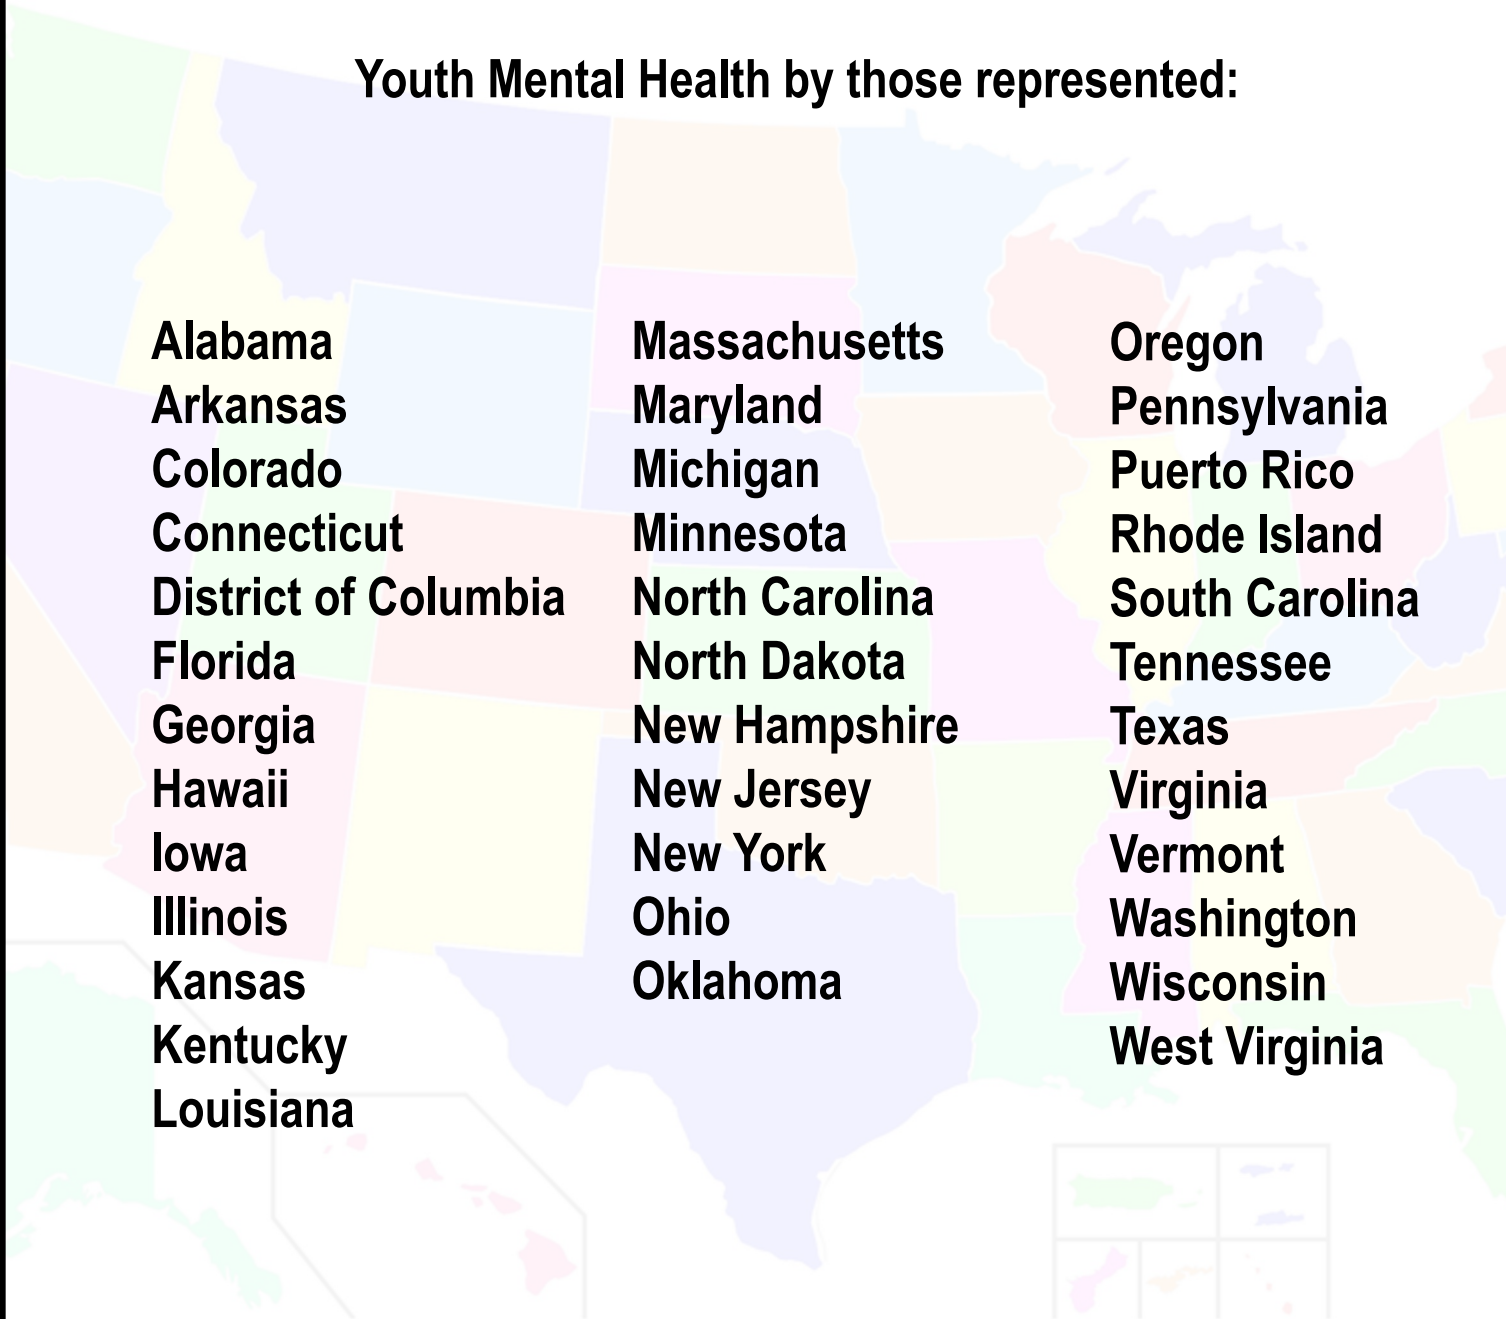 Youth Mental Health by those represented:
Alabama
Arkansas
Colorado
Connecticut
District of Columbia
Florida
Georgia
Hawaii
Iowa
Illinois
Kansas
Kentucky
Louisiana
Massachusetts
Maryland
Michigan
Minnesota
North Carolina
North Dakota
New Hampshire
New Jersey
New York
Ohio
Oklahoma
Oregon
Pennsylvania
Puerto Rico
Rhode Island
South Carolina
Tennessee
Texas
Virginia
Vermont
Washington
Wisconsin
West Virginia